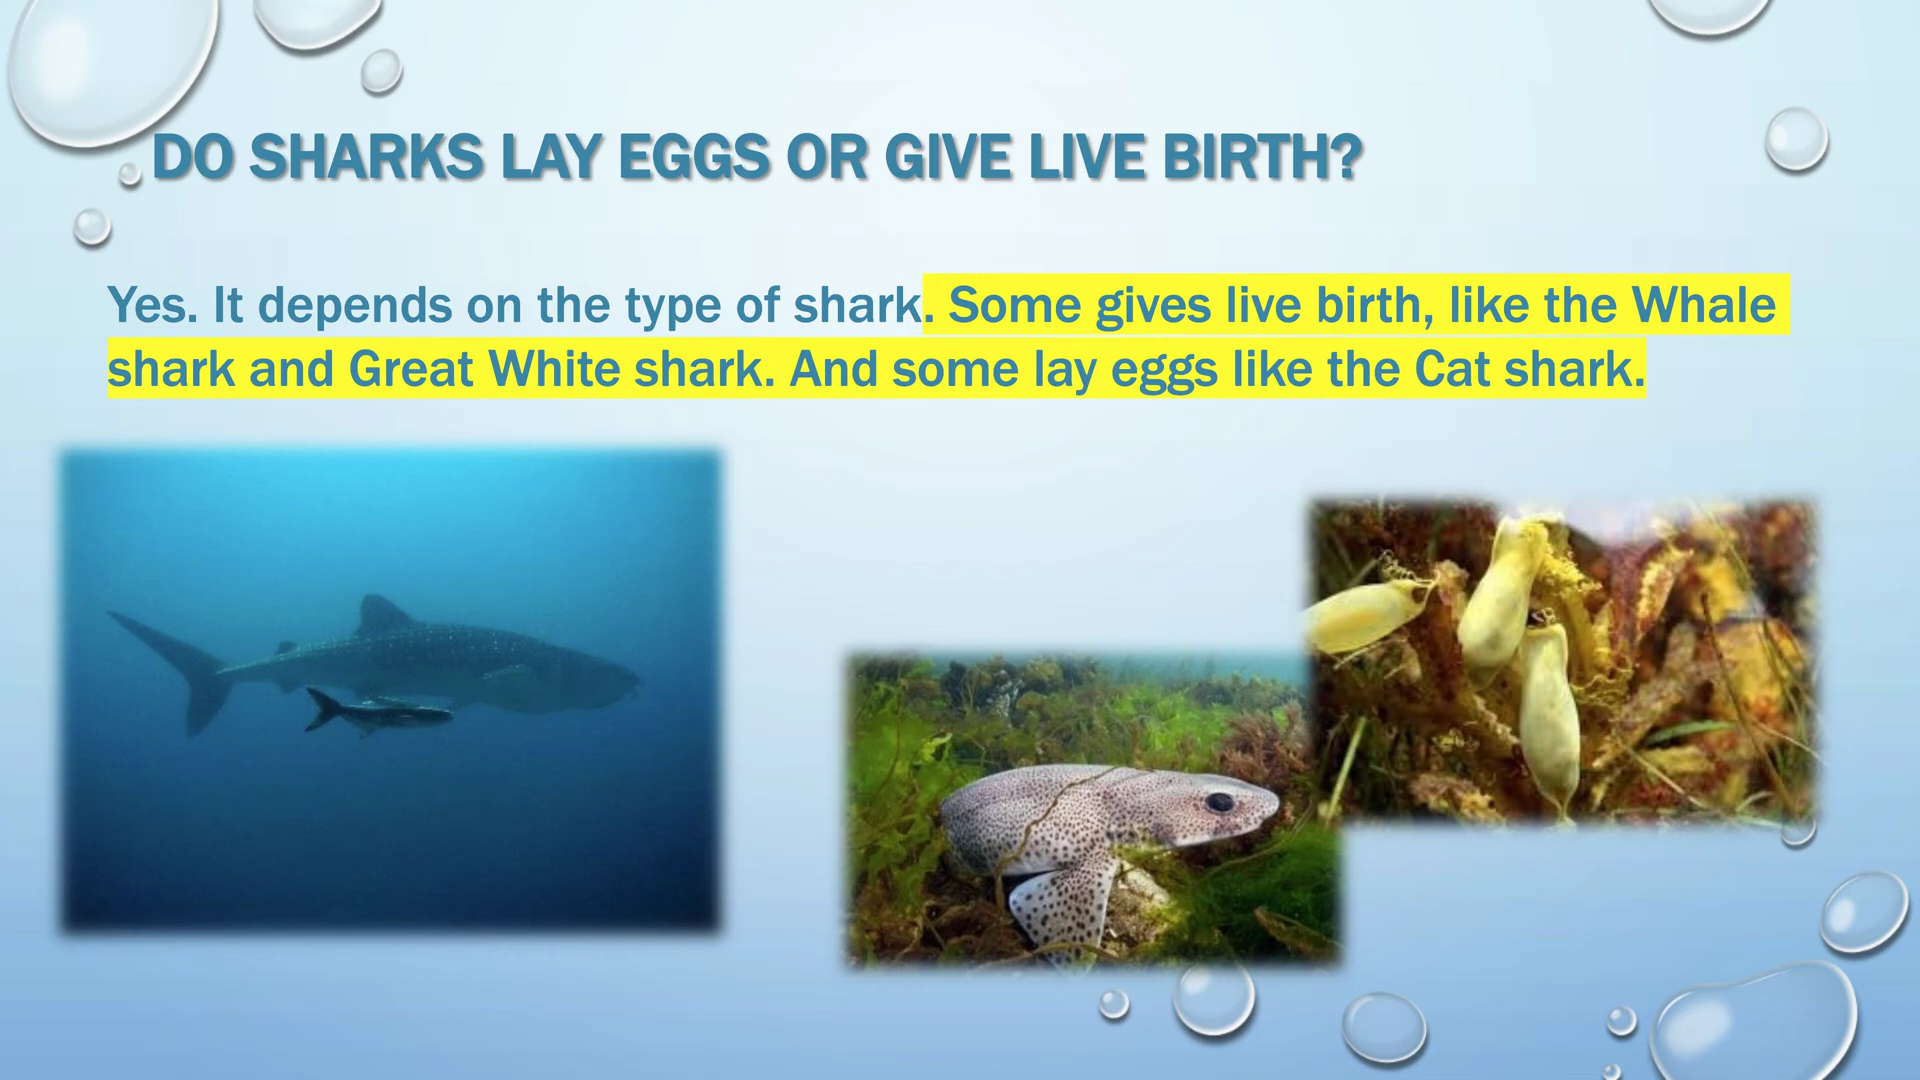 DO SHARKS LAY EGGS OR GIVE LIVE BIRTH?
Yes. It depends on the type of shark. Some gives live birth, like the Whale
shark and Great White shark. And some lay eggs like the Cat shark.